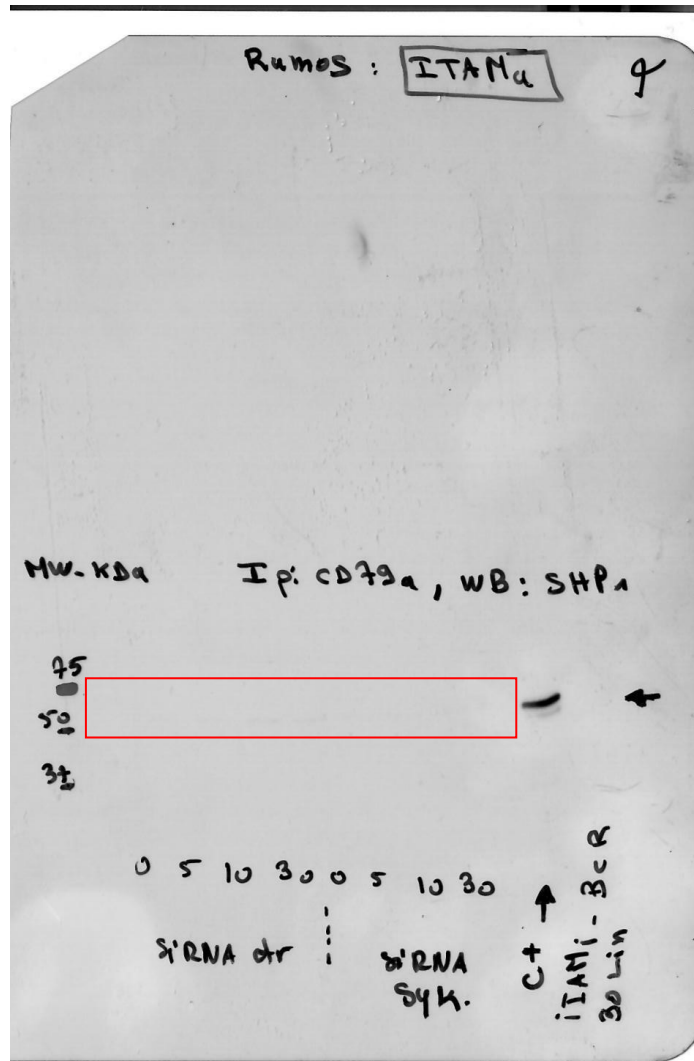 Ramos : ITAMa
MW-KDa Ip: CD79a, WB: SHP1
75
50
37
0 5 10 30 0 5 10 30
siRNA ctr siRNA
Syk.
C+ →
iTAMi - BcR
30 min